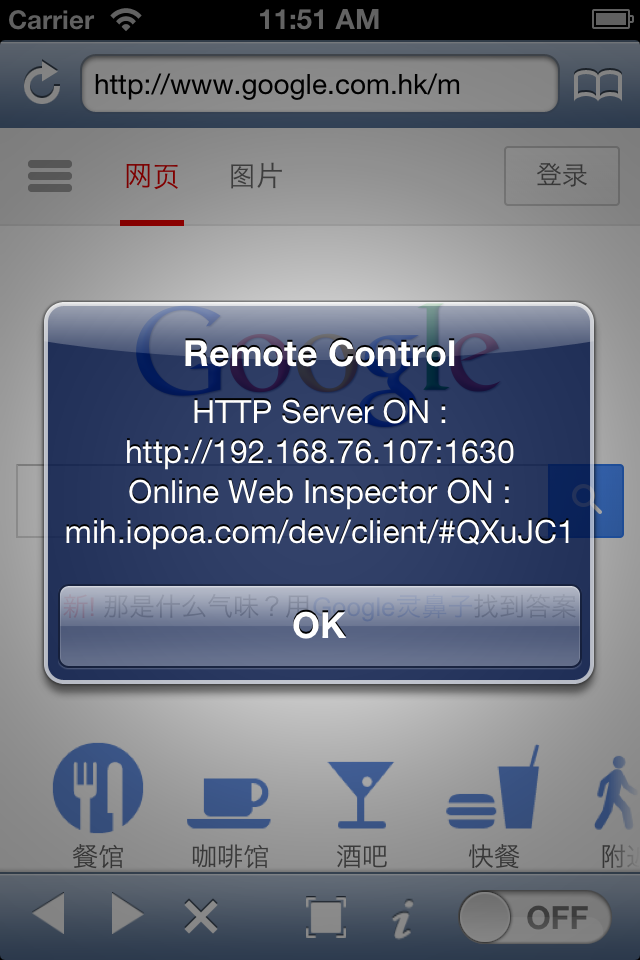 Carrier 11:51 AM
http://www.google.com.hk/m
网页 图片 登录
Google
Remote Control
HTTP Server ON :
http://192.168.76.107:1630
Online Web Inspector ON :
mih.iopoa.com/dev/client/#QXuJC1
新! 那是什么气味？用Google灵鼻子找到答案
OK
餐馆 咖啡馆 酒吧 快餐 附
i OFF